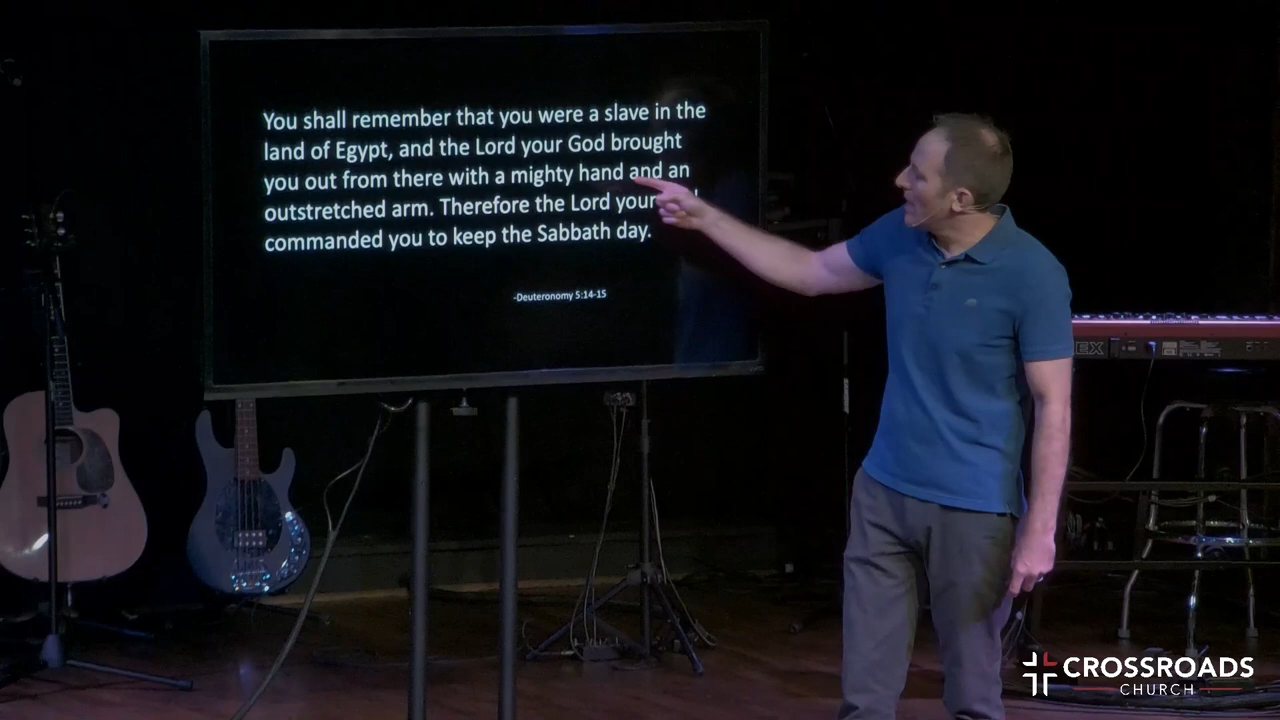 You shall remember that you were a slave in the
land of Egypt, and the Lord your God brought
you out from there with a mighty hand and an
outstretched arm. Therefore the Lord your
commanded you to keep the Sabbath day.
-Deuteronomy 5:14-15
EX
CROSSROADS
CHURCH